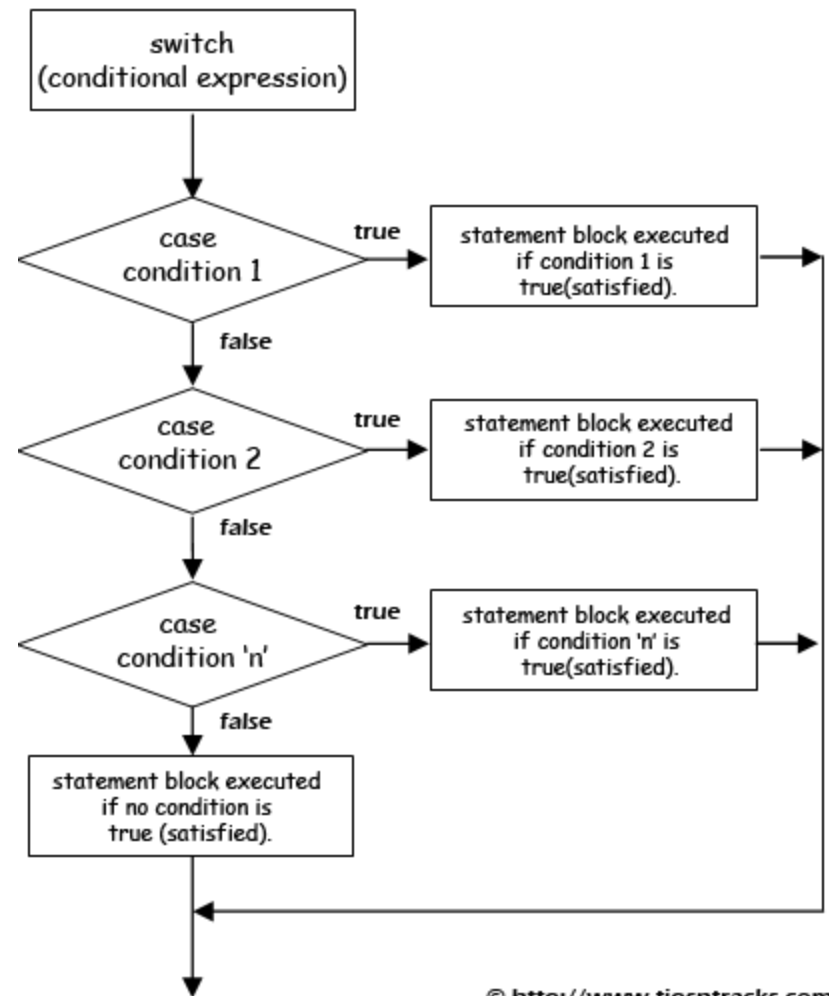 switch
(conditional expression)
case
condition 1
true
statement block executed
if condition 1 is
true(satisfied).
false
case
condition 2
true
statement block executed
if condition 2 is
true(satisfied).
false
case
condition 'n'
true
statement block executed
if condition 'n' is
true(satisfied).
false
statement block executed
if no condition is
true (satisfied).